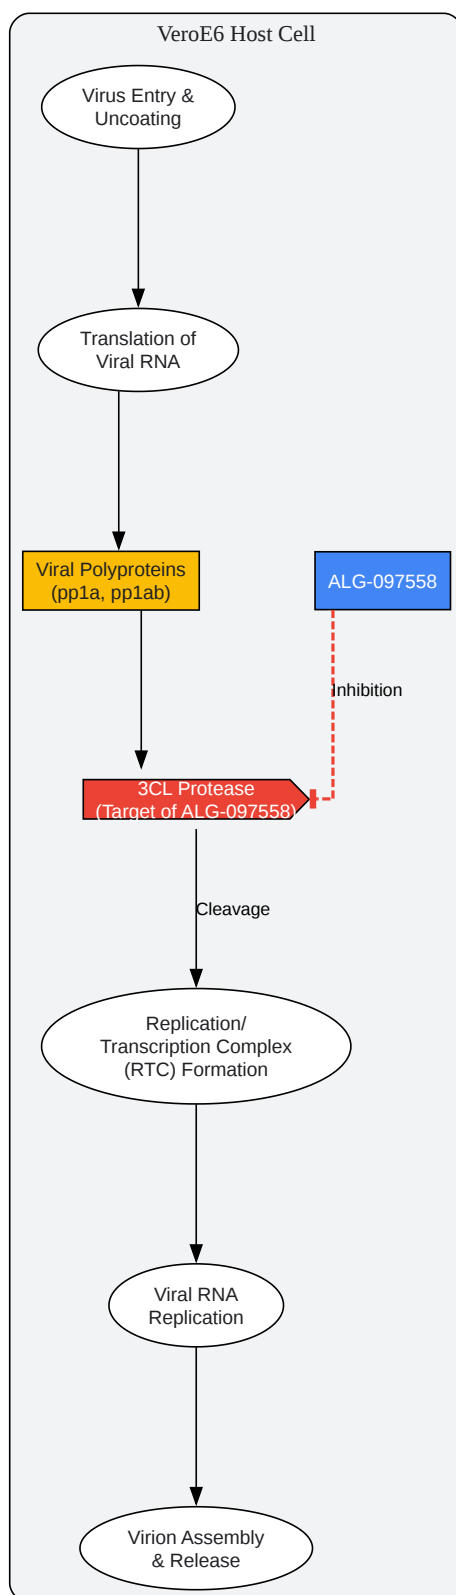 VeroE6 Host Cell
Virus Entry &
Uncoating
Translation of
Viral RNA
Viral Polyproteins
(pp1a, pp1ab)
ALG-097558
Inhibition
3CL Protease
(Target of ALG-097558)
Cleavage
Replication/
Transcription Complex
(RTC) Formation
Viral RNA
Replication
Virion Assembly
& Release